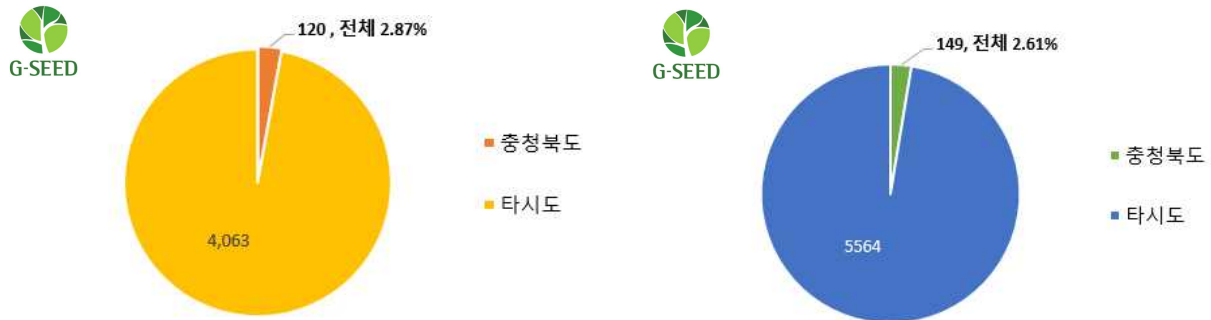 120 , 전체 2.87%
G-SEED
충청북도
타시도
4,063
149, 전체 2.61%
G-SEED
충청북도
타시도
5564